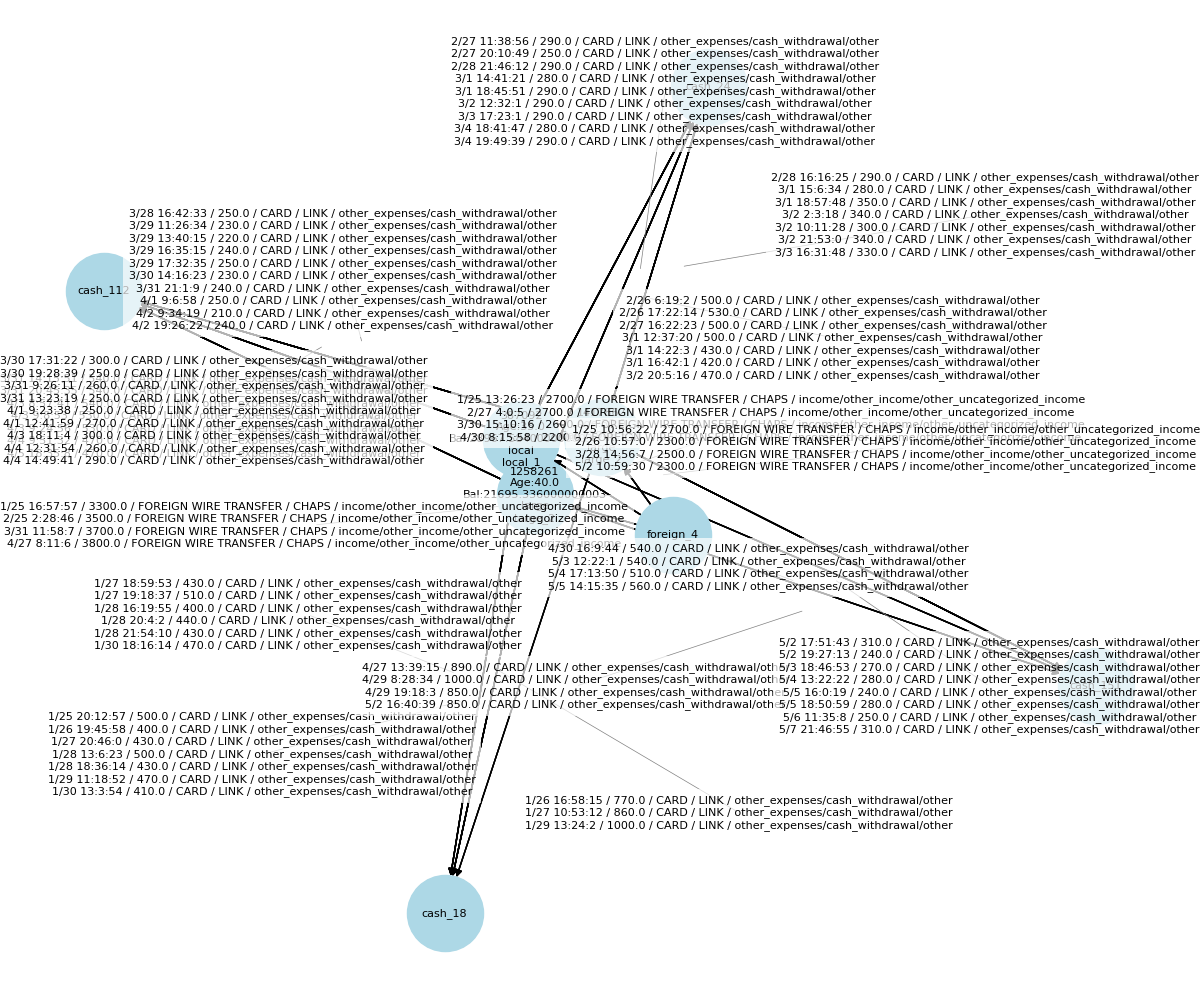 2/27 11:38:56 / 290.0 / CARD / LINK / other_expenses/cash_withdrawal/other
2/27 20:10:49 / 250.0 / CARD / LINK / other_expenses/cash_withdrawal/other
2/28 21:46:12 / 290.0 / CARD / LINK / other_expenses/cash_withdrawal/other
3/1 14:41:21 / 280.0 / CARD / LINK / other_expenses/cash_withdrawal/other
3/1 18:45:51 / 290.0 / CARD / LINK / other_expenses/cash_withdrawal/other
3/2 12:32:1 / 290.0 / CARD / LINK / other_expenses/cash_withdrawal/other
3/3 17:23:1 / 290.0 / CARD / LINK / other_expenses/cash_withdrawal/other
3/4 18:41:47 / 280.0 / CARD / LINK / other_expenses/cash_withdrawal/other
3/4 19:49:39 / 290.0 / CARD / LINK / other_expenses/cash_withdrawal/other
2/28 16:16:25 / 290.0 / CARD / LINK / other_expenses/cash_withdrawal/other
3/1 15:6:34 / 280.0 / CARD / LINK / other_expenses/cash_withdrawal/other
3/1 18:57:48 / 350.0 / CARD / LINK / other_expenses/cash_withdrawal/other
3/2 2:3:18 / 340.0 / CARD / LINK / other_expenses/cash_withdrawal/other
3/2 10:11:28 / 300.0 / CARD / LINK / other_expenses/cash_withdrawal/other
3/2 21:53:0 / 340.0 / CARD / LINK / other_expenses/cash_withdrawal/other
3/3 16:31:48 / 330.0 / CARD / LINK / other_expenses/cash_withdrawal/other
3/28 16:42:33 / 250.0 / CARD / LINK / other_expenses/cash_withdrawal/other
3/29 11:26:34 / 230.0 / CARD / LINK / other_expenses/cash_withdrawal/other
3/29 13:40:15 / 220.0 / CARD / LINK / other_expenses/cash_withdrawal/other
3/29 16:35:15 / 240.0 / CARD / LINK / other_expenses/cash_withdrawal/other
3/29 17:32:35 / 250.0 / CARD / LINK / other_expenses/cash_withdrawal/other
3/30 14:16:23 / 230.0 / CARD / LINK / other_expenses/cash_withdrawal/other
3/31 21:1:9 / 240.0 / CARD / LINK / other_expenses/cash_withdrawal/other
4/1 9:6:58 / 250.0 / CARD / LINK / other_expenses/cash_withdrawal/other
4/2 9:34:19 / 210.0 / CARD / LINK / other_expenses/cash_withdrawal/other
4/2 19:26:22 / 240.0 / CARD / LINK / other_expenses/cash_withdrawal/other
cash_112
2/26 6:19:2 / 500.0 / CARD / LINK / other_expenses/cash_withdrawal/other
2/26 17:22:14 / 530.0 / CARD / LINK / other_expenses/cash_withdrawal/other
2/27 16:22:23 / 500.0 / CARD / LINK / other_expenses/cash_withdrawal/other
3/1 12:37:20 / 500.0 / CARD / LINK / other_expenses/cash_withdrawal/other
3/1 14:22:3 / 430.0 / CARD / LINK / other_expenses/cash_withdrawal/other
3/1 16:42:1 / 420.0 / CARD / LINK / other_expenses/cash_withdrawal/other
3/2 20:5:16 / 470.0 / CARD / LINK / other_expenses/cash_withdrawal/other
3/30 17:31:22 / 300.0 / CARD / LINK / other_expenses/cash_withdrawal/other
3/30 19:28:39 / 250.0 / CARD / LINK / other_expenses/cash_withdrawal/other
3/31 9:26:11 / 260.0 / CARD / LINK / other_expenses/cash_withdrawal/other
3/31 13:23:19 / 250.0 / CARD / LINK / other_expenses/cash_withdrawal/other
4/1 9:23:38 / 250.0 / CARD / LINK / other_expenses/cash_withdrawal/other
4/1 12:41:59 / 270.0 / CARD / LINK / other_expenses/cash_withdrawal/other
4/3 18:11:4 / 300.0 / CARD / LINK / other_expenses/cash_withdrawal/other
4/4 12:31:54 / 260.0 / CARD / LINK / other_expenses/cash_withdrawal/other
4/4 14:49:41 / 290.0 / CARD / LINK / other_expenses/cash_withdrawal/other
1/25 13:26:23 / 2700.0 / FOREIGN WIRE TRANSFER / CHAPS / income/other_income/other_uncategorized_income
2/27 4:0:5 / 2700.0 / FOREIGN WIRE TRANSFER / CHAPS / income/other_income/other_uncategorized_income
3/30 15:10:16 / 260
4/30 8:15:58 / 2200
1/25 10:56:22 / 2700.0 / FOREIGN WIRE TRANSFER / CHAPS / income/other_income/other_uncategorized_income
2/26 10:57:0 / 2300.0 / FOREIGN WIRE TRANSFER / CHAPS / income/other_income/other_uncategorized_income
3/28 14:56:7 / 2500.0 / FOREIGN WIRE TRANSFER / CHAPS / income/other_income/other_uncategorized_income
5/2 10:59:30 / 2300.0 / FOREIGN WIRE TRANSFER / CHAPS / income/other_income/other_uncategorized_income
local
local_1
1258261
Age:40.0
1/25 16:57:57 / 3300.0 / FOREIGN WIRE TRANSFER / CHAPS / income/other_income/other_uncategorized_income
2/25 2:28:46 / 3500.0 / FOREIGN WIRE TRANSFER / CHAPS / income/other_income/other_uncategorized_income
3/31 11:58:7 / 3700.0 / FOREIGN WIRE TRANSFER / CHAPS / income/other_income/other_uncategorized_income
4/27 8:11:6 / 3800.0 / FOREIGN WIRE TRANSFER / CHAPS / income/other_income/other_uncategorized_income
foreign_4
4/30 16:9:44 / 540.0 / CARD / LINK / other_expenses/cash_withdrawal/other
5/3 12:22:1 / 540.0 / CARD / LINK / other_expenses/cash_withdrawal/other
5/4 17:13:50 / 510.0 / CARD / LINK / other_expenses/cash_withdrawal/other
5/5 14:15:35 / 560.0 / CARD / LINK / other_expenses/cash_withdrawal/other
1/27 18:59:53 / 430.0 / CARD / LINK / other_expenses/cash_withdrawal/other
1/27 19:18:37 / 510.0 / CARD / LINK / other_expenses/cash_withdrawal/other
1/28 16:19:55 / 400.0 / CARD / LINK / other_expenses/cash_withdrawal/other
1/28 20:4:2 / 440.0 / CARD / LINK / other_expenses/cash_withdrawal/other
1/28 21:54:10 / 430.0 / CARD / LINK / other_expenses/cash_withdrawal/other
1/30 18:16:14 / 470.0 / CARD / LINK / other_expenses/cash_withdrawal/other
5/2 17:51:43 / 310.0 / CARD / LINK / other_expenses/cash_withdrawal/other
5/2 19:27:13 / 240.0 / CARD / LINK / other_expenses/cash_withdrawal/other
5/3 18:46:53 / 270.0 / CARD / LINK / other_expenses/cash_withdrawal/other
5/4 13:22:22 / 280.0 / CARD / LINK / other_expenses/cash_withdrawal/other
5/5 16:0:19 / 240.0 / CARD / LINK / other_expenses/cash_withdrawal/other
5/5 18:50:59 / 280.0 / CARD / LINK / other_expenses/cash_withdrawal/other
5/6 11:35:8 / 250.0 / CARD / LINK / other_expenses/cash_withdrawal/other
5/7 21:46:55 / 310.0 / CARD / LINK / other_expenses/cash_withdrawal/other
4/27 13:39:15 / 890.0 / CARD / LINK / other_expenses/cash_withdrawal/oth
4/29 8:28:34 / 1000.0 / CARD / LINK / other_expenses/cash_withdrawal/oth
4/29 19:18:3 / 850.0 / CARD / LINK / other_expenses/cash_withdrawal/other
5/2 16:40:39 / 850.0 / CARD / LINK / other_expenses/cash_withdrawal/other
1/25 20:12:57 / 500.0 / CARD / LINK / other_expenses/cash_withdrawal/other
1/26 19:45:58 / 400.0 / CARD / LINK / other_expenses/cash_withdrawal/other
1/27 20:46:0 / 430.0 / CARD / LINK / other_expenses/cash_withdrawal/other
1/28 13:6:23 / 500.0 / CARD / LINK / other_expenses/cash_withdrawal/other
1/28 18:36:14 / 430.0 / CARD / LINK / other_expenses/cash_withdrawal/other
1/29 11:18:52 / 470.0 / CARD / LINK / other_expenses/cash_withdrawal/other
1/30 13:3:54 / 410.0 / CARD / LINK / other_expenses/cash_withdrawal/other
1/26 16:58:15 / 770.0 / CARD / LINK / other_expenses/cash_withdrawal/other
1/27 10:53:12 / 860.0 / CARD / LINK / other_expenses/cash_withdrawal/other
1/29 13:24:2 / 1000.0 / CARD / LINK / other_expenses/cash_withdrawal/other
cash_18